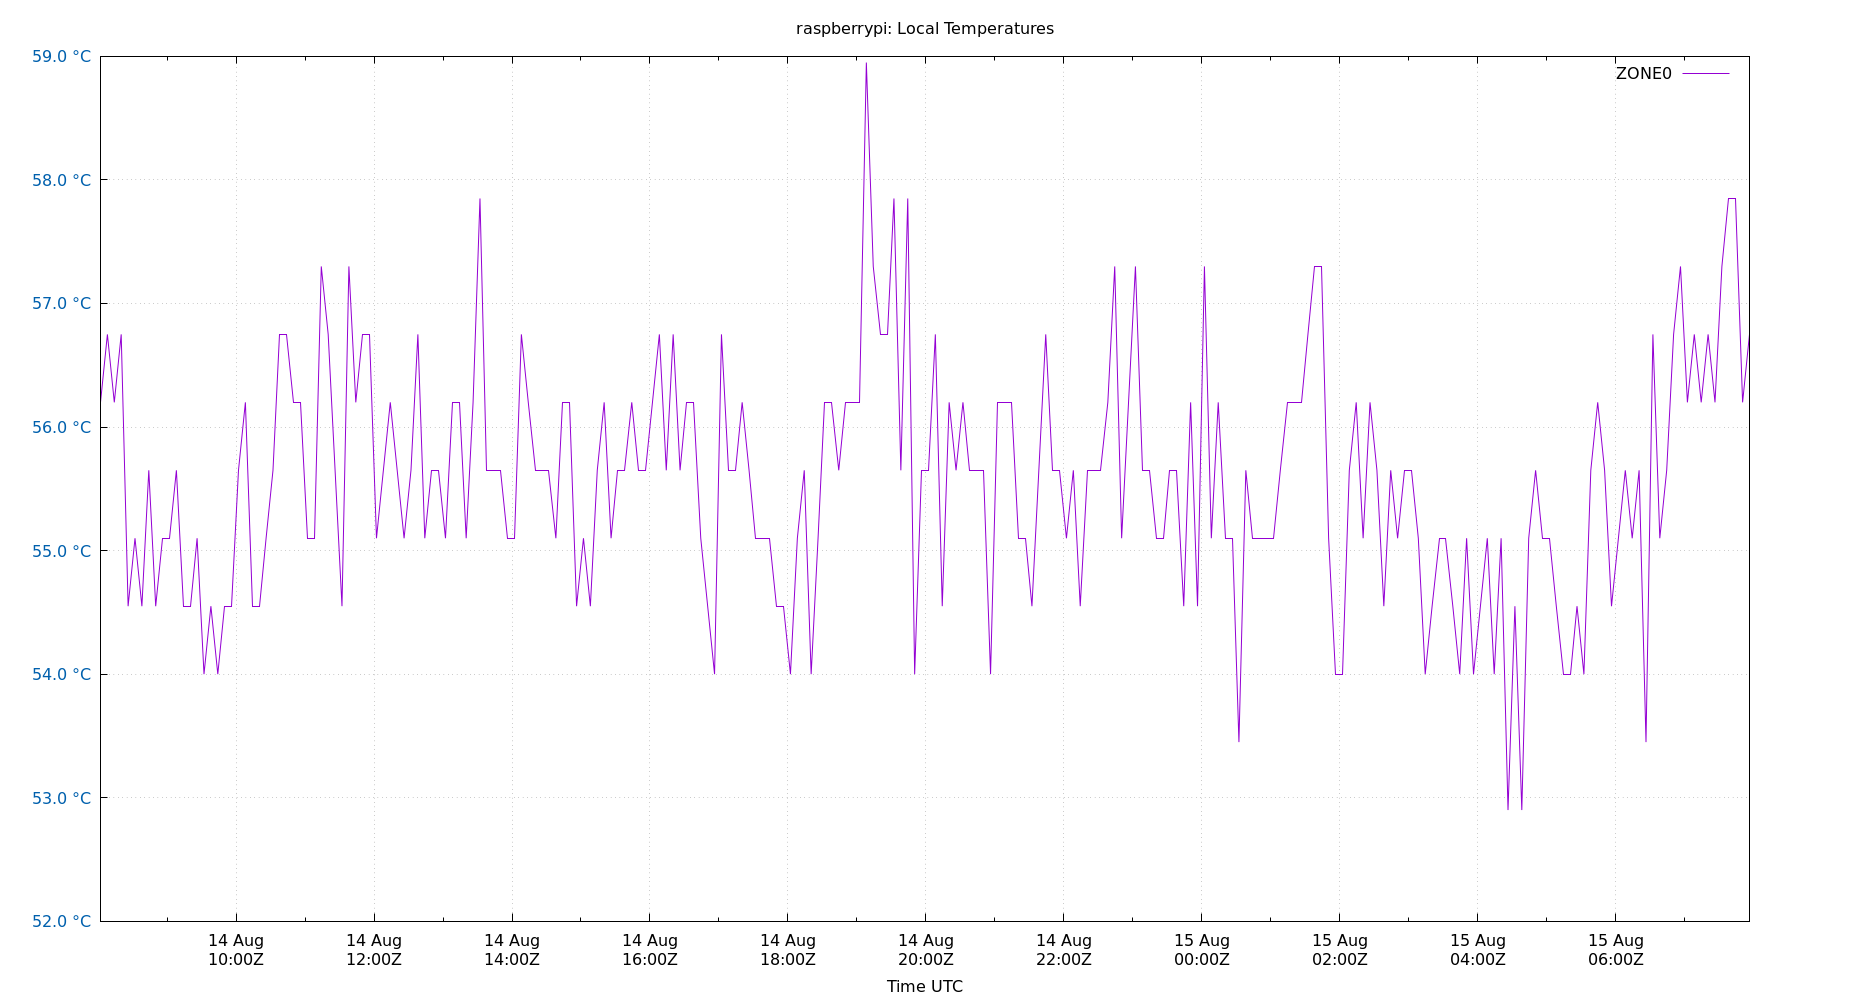 raspberrypi: Local Temperatures
59.0 °C
ZONE0
58.0 °C
57.0 °C
56.0 °C
55.0 °C
54.0 °C
53.0 °C
52.0 °C
14 Aug 14 Aug 14 Aug 14 Aug 14 Aug 14 Aug 14 Aug 15 Aug 15 Aug 15 Aug 15 Aug
10:00Z 12:00Z 14:00Z 16:00Z 18:00Z 20:00Z 22:00Z 00:00Z 02:00Z 04:00Z 06:00Z
Time UTC